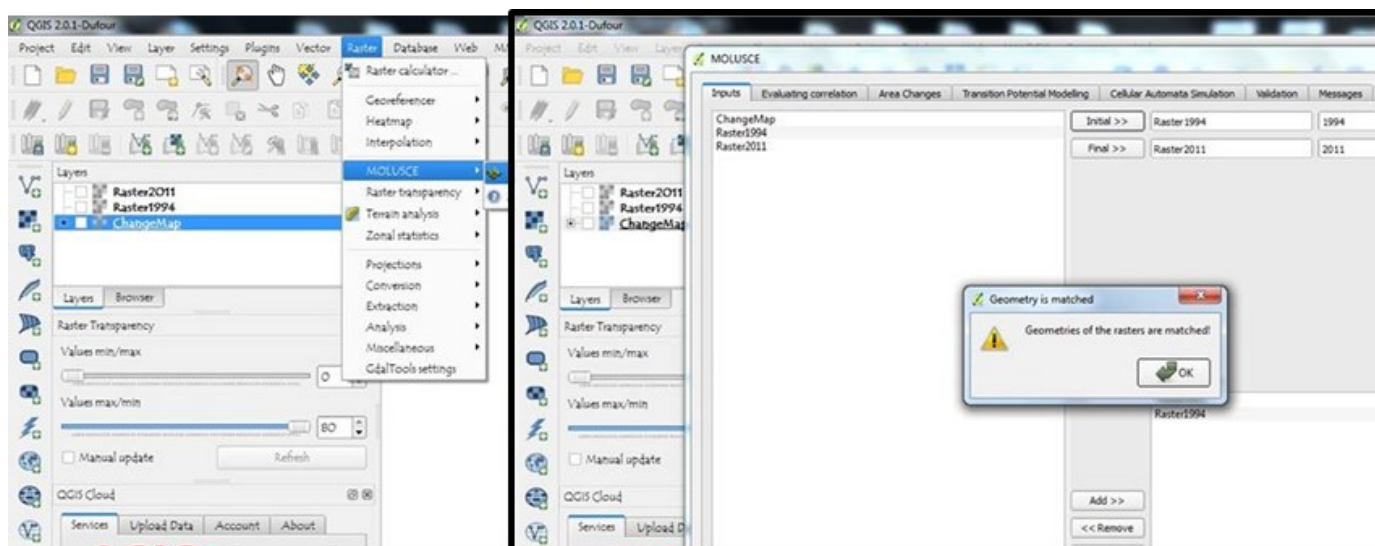 QGIS 2.0.1-Dufour
Project Edit View Layer Settings Plugins Vector Raster Database Web
Raster calculator ...
Georeferencer
Heatmap
Interpolation
MOLUSCE
Raster transparency
Terrain analysis
Zonal statistics
Projections
Conversion
Extraction
Analysis
Miscellaneous
GdalTools settings
Layers
Raster2011
Raster1994
ChangeMap
Layers Browser
Raster Transparency
Values min/max
0
Values max/min
80
Manual update Refresh
QGIS Cloud
Services Upload Data Account About
QGIS 2.0.1-Dufour
Project Edit View Layer
Layers
Raster2011
Raster1994
ChangeMap
Layers Browser
Raster Transparency
Values min/max
Values max/min
Manual update
QGIS Cloud
Services Upload D
MOLUSCE
Inputs Evaluating correlation Area Changes Transition Potential Modelling Cellular Automata Simulation Validation Messages
ChangeMap
Raster1994
Raster2011
Initial >> Raster1994 1994
Final >> Raster2011 2011
Geometry is matched
Geometries of the rasters are matched!
OK
Raster1994
Add >>
<< Remove